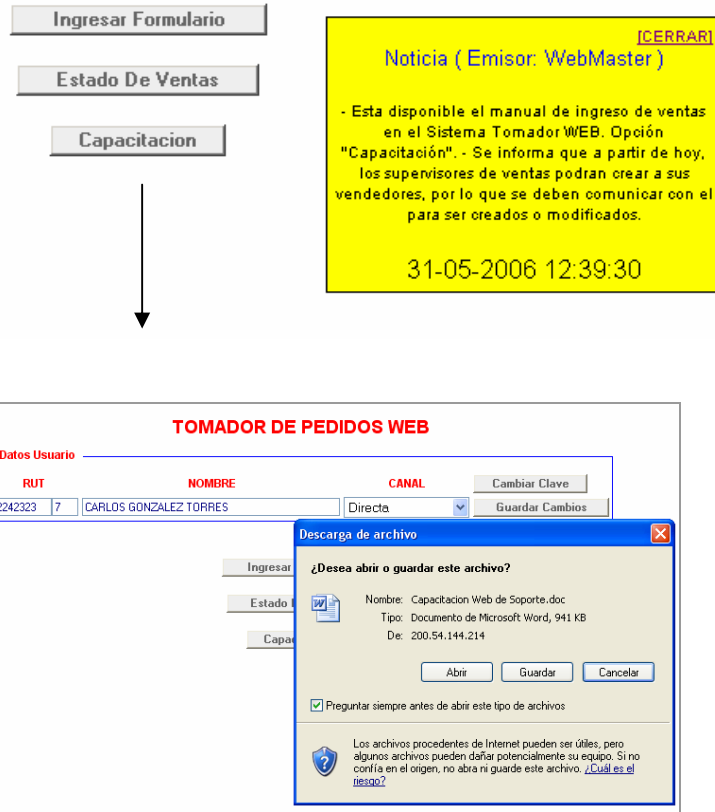 Ingresar Formulario
Estado De Ventas
Capacitacion
[CERRAR]
Noticia ( Emisor: WebMaster )
- Esta disponible el manual de ingreso de ventas
en el Sistema Tomador WEB. Opción
"Capacitación". - Se informa que a partir de hoy,
los supervisores de ventas podran crear a sus
vendedores, por lo que se deben comunicar con el
para ser creados o modificados.
31-05-2006 12:39:30
TOMADOR DE PEDIDOS WEB
Datos Usuario
RUT NOMBRE CANAL Cambiar Clave
2242323 7 CARLOS GONZALEZ TORRES Directa Guardar Cambios
Descarga de archivo
Ingresar
¿Desea abrir o guardar este archivo?
Estado
Nombre: Capacitacion Web de Soporte.doc
Tipo: Documento de Microsoft Word, 941 KB
De: 200.54.144.214
Capac
Abrir Guardar Cancelar
Preguntar siempre antes de abrir este tipo de archivos
Los archivos procedentes de Internet pueden ser útiles, pero
algunos archivos pueden dañar potencialmente su equipo. Si no
confía en el origen, no abra ni guarde este archivo. ¿Cuál es el
riesgo?